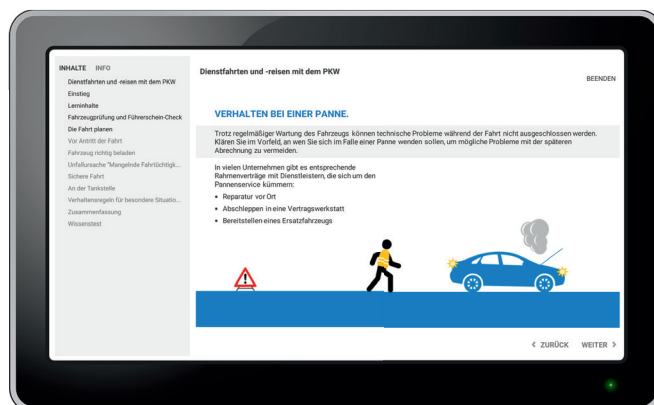 INHALTE INFO
Dienstfahrten und -reisen mit dem PKW
Einstieg
Lerninhalte
Fahrzeugprüfung und Führerschein-Check
Die Fahrt planen
Vor Antritt der Fahrt
Fahrzeug richtig beladen
Unfallursache "Mangelnde Fahrtüchtigk...
Sichere Fahrt
An der Tankstelle
Verhaltensregeln für besondere Situatio...
Zusammenfassung
Wissenstest
Dienstfahrten und -reisen mit dem PKW
BEENDEN
VERHALTEN BEI EINER PANNE.
Trotz regelmäßiger Wartung des Fahrzeugs können technische Probleme während der Fahrt nicht ausgeschlossen werden.
Klären Sie im Vorfeld, an wen Sie sich im Falle einer Panne wenden sollen, um mögliche Probleme mit der späteren
Abrechnung zu vermeiden.
In vielen Unternehmen gibt es entsprechende
Rahmenverträge mit Dienstleistern, die sich um den
Pannenservice kümmern:
• Reparatur vor Ort
• Abschleppen in eine Vertragswerkstatt
• Bereitstellen eines Ersatzfahrzeugs
‹ ZURÜCK WEITER ›